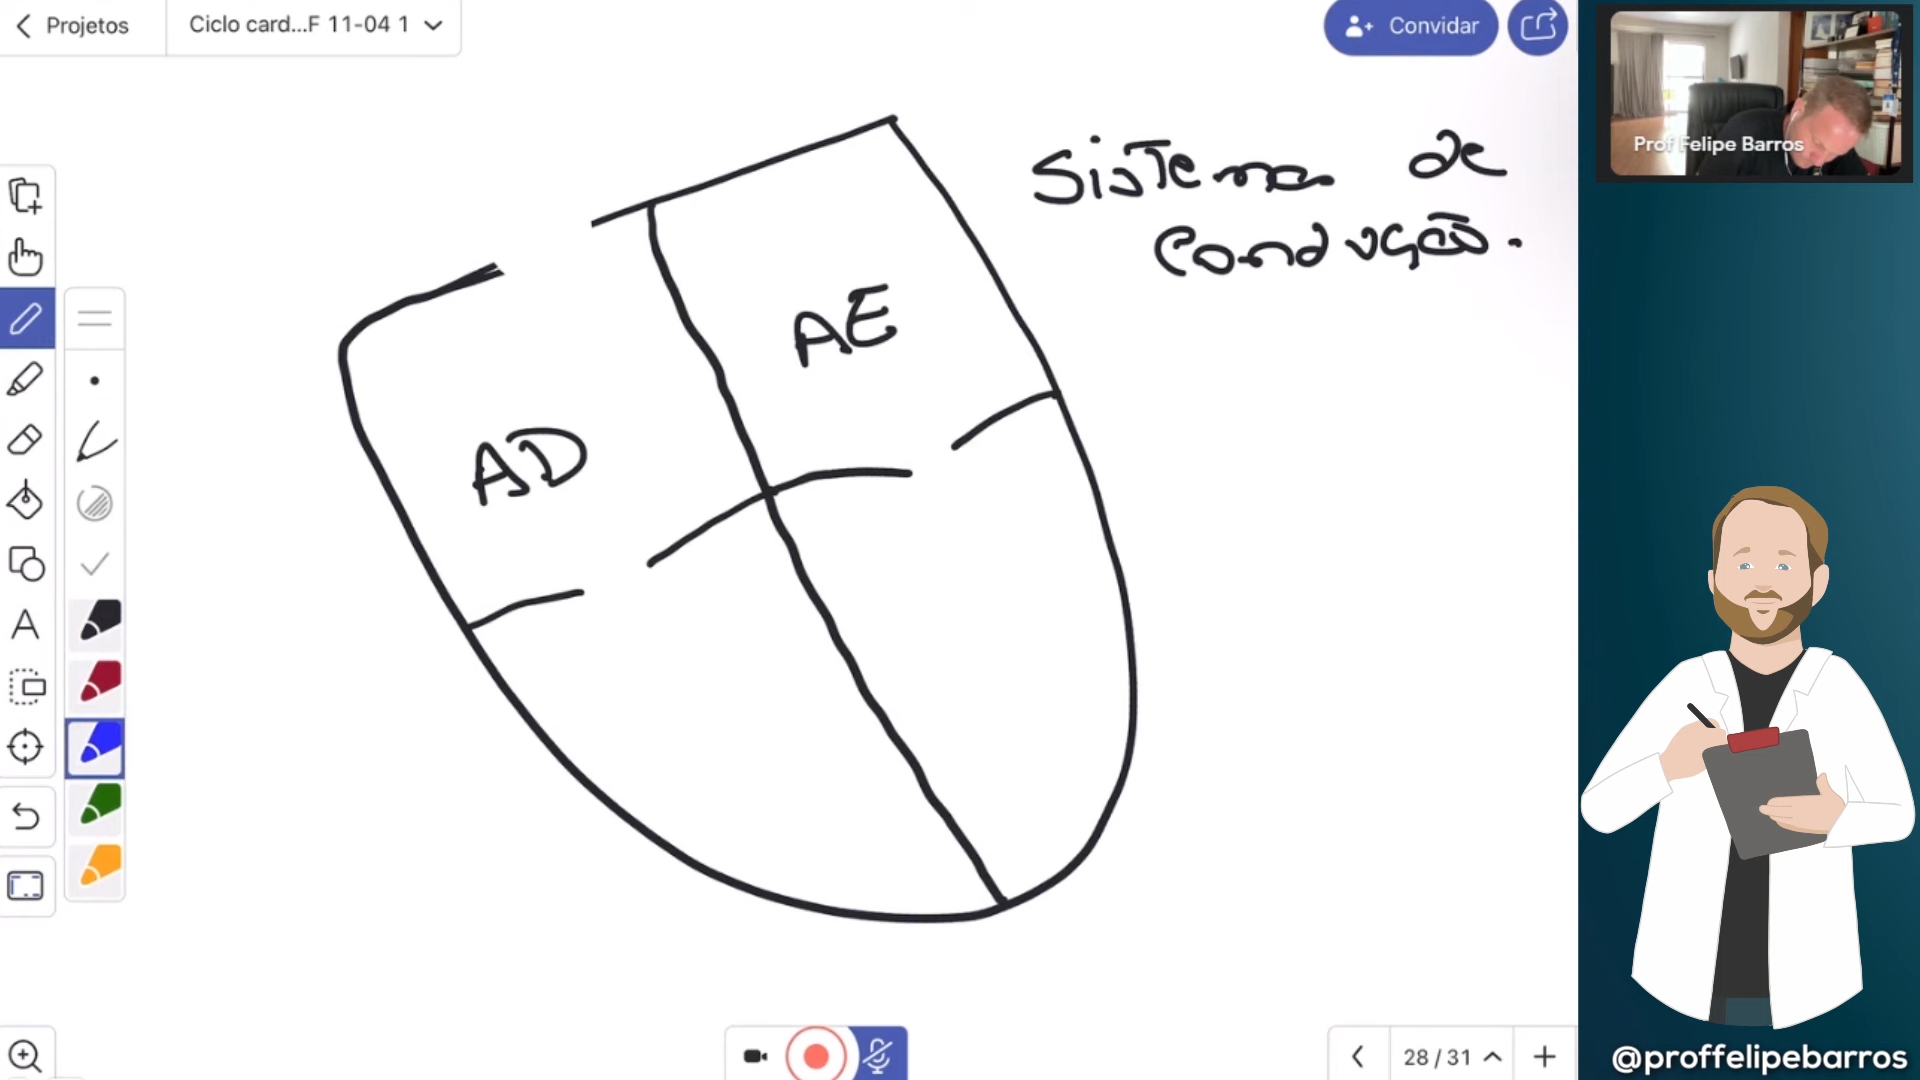 Projetos
Ciclo card...F 11-04 1
Convidar
Prof Felipe Barros
Sistema de
Condução.
AE
AD
A
28 / 31
@proffelipebarros